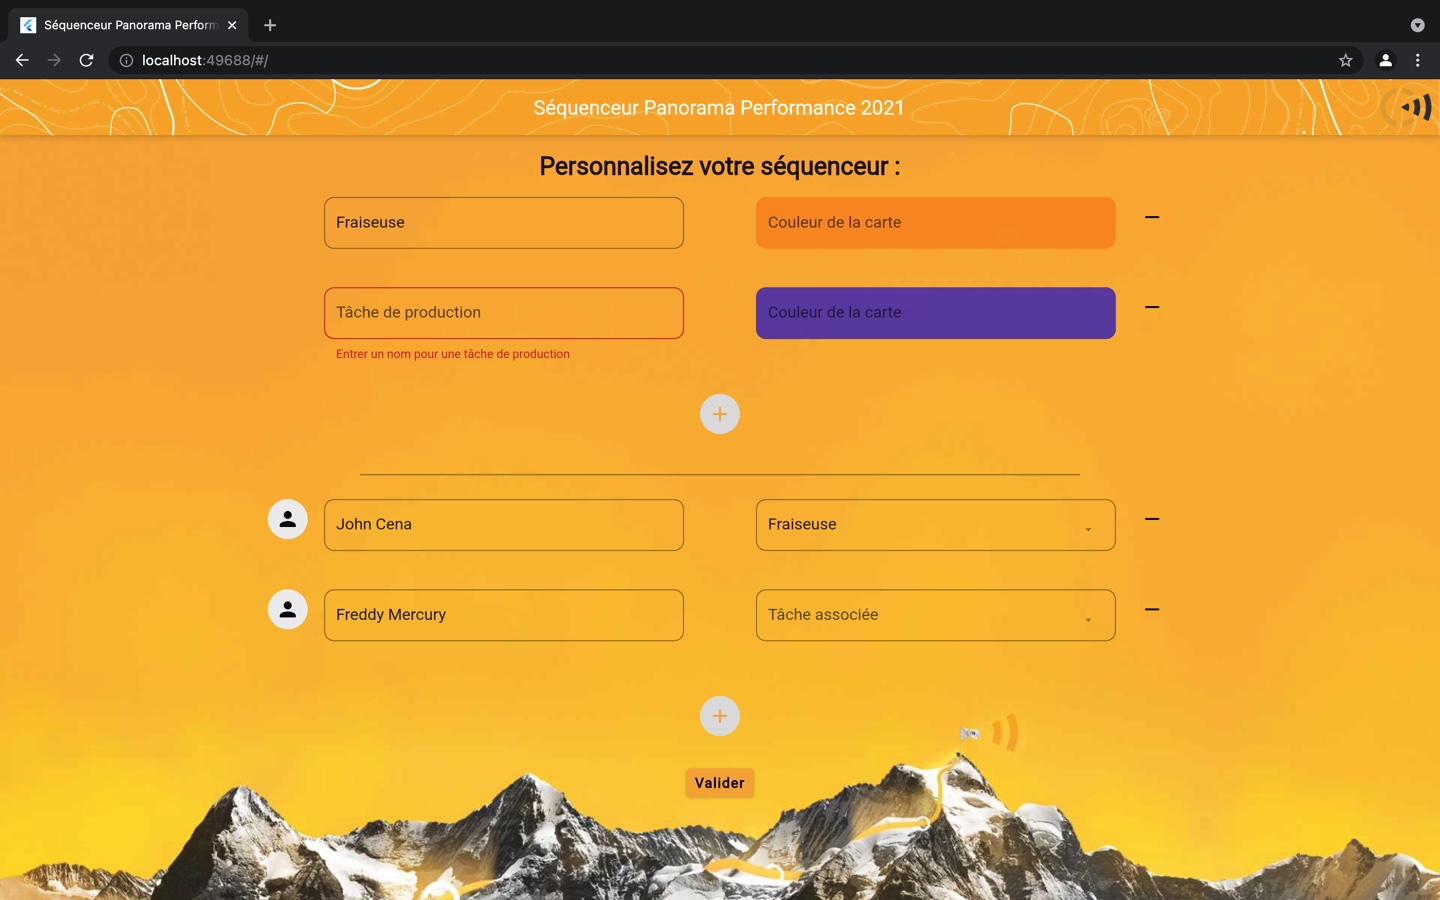 Séquenceur Panorama Perform
localhost:49688/#/
Séquenceur Panorama Performance 2021
Personnalisez votre séquenceur :
Fraiseuse
Couleur de la carte
Tâche de production
Couleur de la carte
Entrer un nom pour une tâche de production
John Cena
Fraiseuse
Freddy Mercury
Tâche associée
Valider